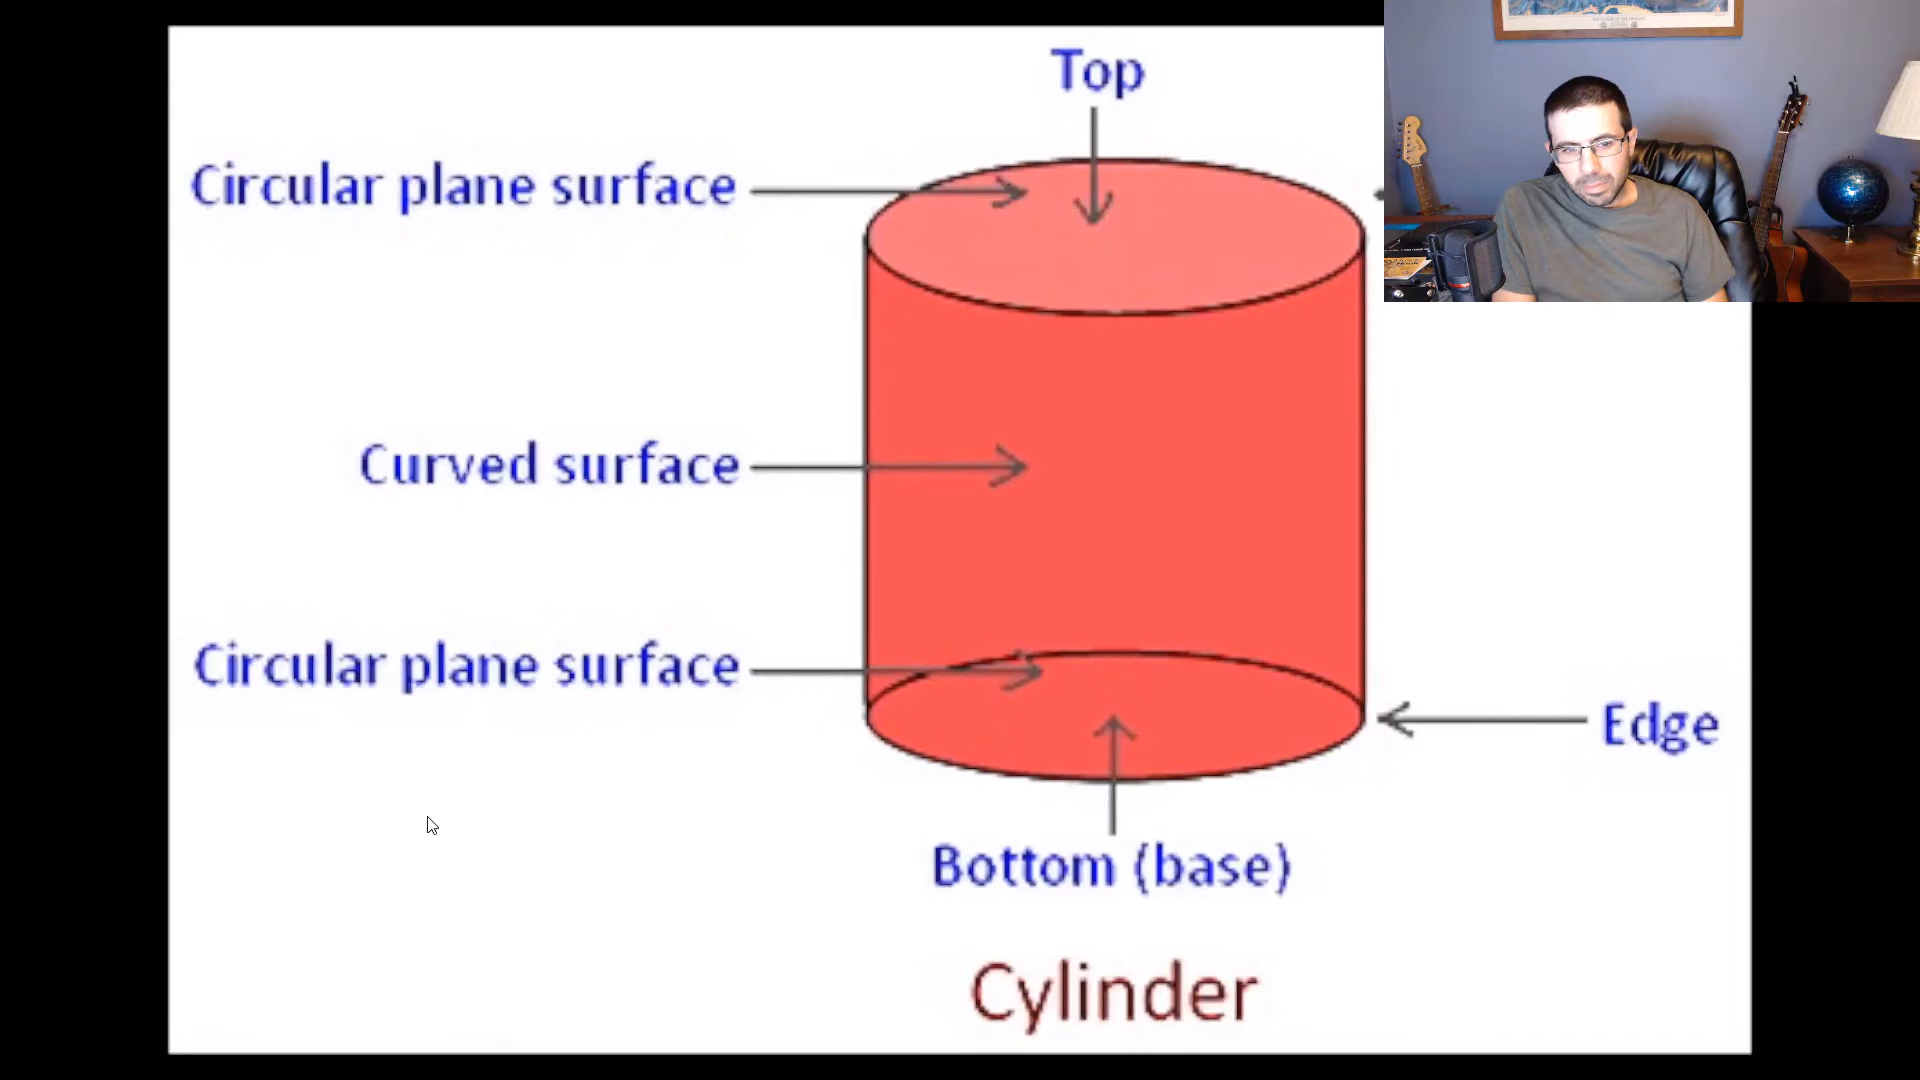 Top
Circular plane surface
Curved surface
Circular plane surface
Edge
Bottom (base)
Cylinder